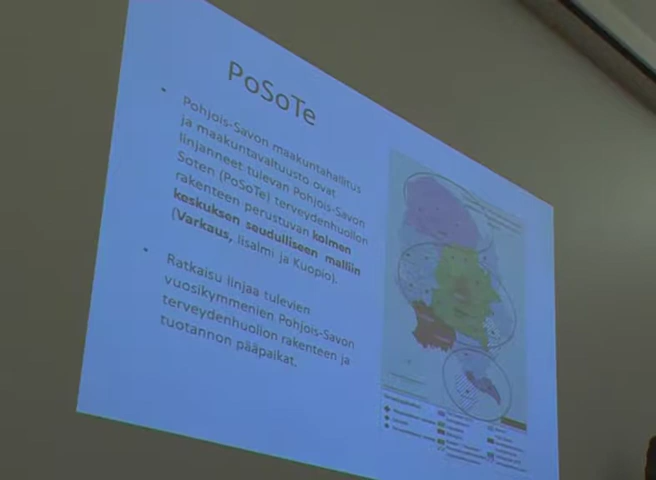 PoSoTe
• Pohjois-Savon maakuntahallitus
ja maakuntavaltuusto ovat
linjanneet tulevan Pohjois-Savon
Soten (PoSoTe) terveydenhuollon
rakenteen perustuvan kolmen
keskuksen seudulliseen malliin
(Varkaus, Iisalmi ja Kuopio).
• Ratkaisu linjaa tulevien
vuosikymmenien Pohjois-Savon
terveydenhuollon rakenteen ja
tuotannon pääpaikat.